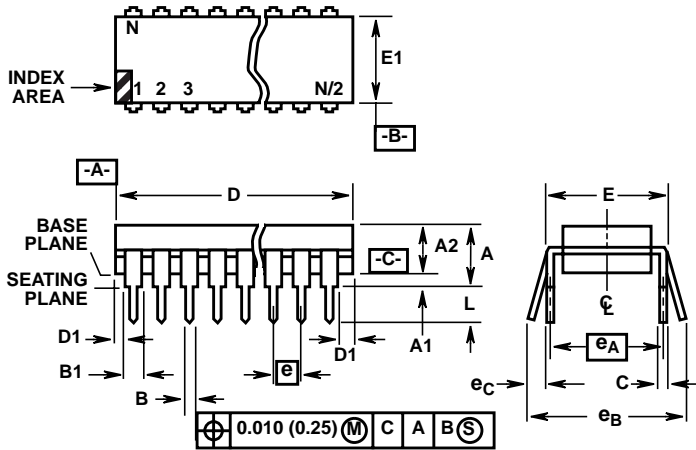 N
E1
INDEX
AREA
1 2 3 N/2
-B-
-A-
D
E
BASE
PLANE
A2
A
-C-
SEATING
PLANE
L
D1
A1
D1
B1
e
eA
C
B
eC
eB
0.010 (0.25) Ⓜ C A B Ⓢ
℄